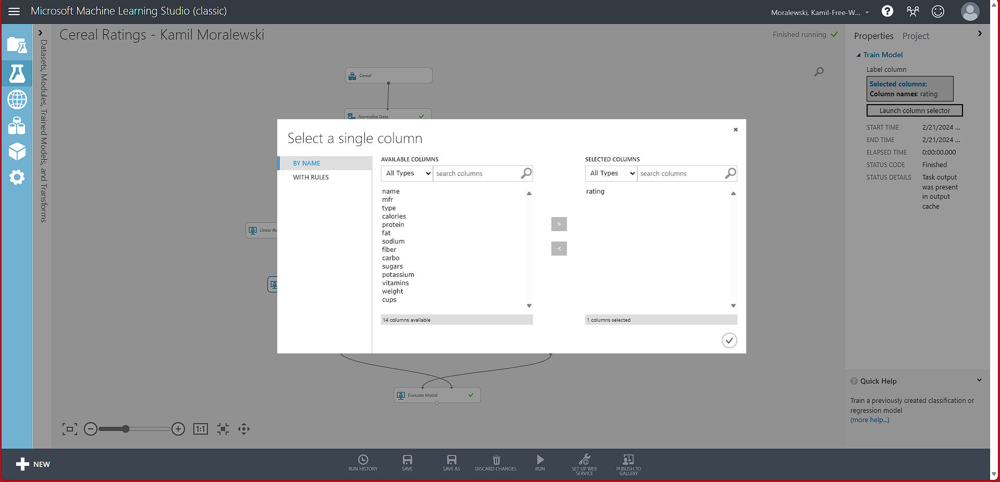 Microsoft Machine Learning Studio (classic)
Moralewski, Kamil-Free-W...
Datasets, Modules, Trained Models, and Transforms
Cereal Ratings - Kamil Moralewski
Finished running
Cereal
Normalize Data
Linear Re
Select a single column
BY NAME
WITH RULES
AVAILABLE COLUMNS
All Types
search columns
name
mfr
type
calories
protein
fat
sodium
fiber
carbo
sugars
potassium
vitamins
weight
cups
14 columns available
>
<
SELECTED COLUMNS
All Types
search columns
rating
1 columns selected
Evaluate Model
1:1
Properties Project
Train Model
Label column
Selected columns:
Column names: rating
Launch column selector
START TIME 2/21/2024 ...
END TIME 2/21/2024 ...
ELAPSED TIME 0:00:00.000
STATUS CODE Finished
STATUS DETAILS Task output
was present
in output
cache
Quick Help
Train a previously created classification or
regression model
(more help...)
NEW
RUN HISTORY
SAVE
SAVE AS
DISCARD CHANGES
RUN
SET UP WEB
SERVICE
PUBLISH TO
GALLERY